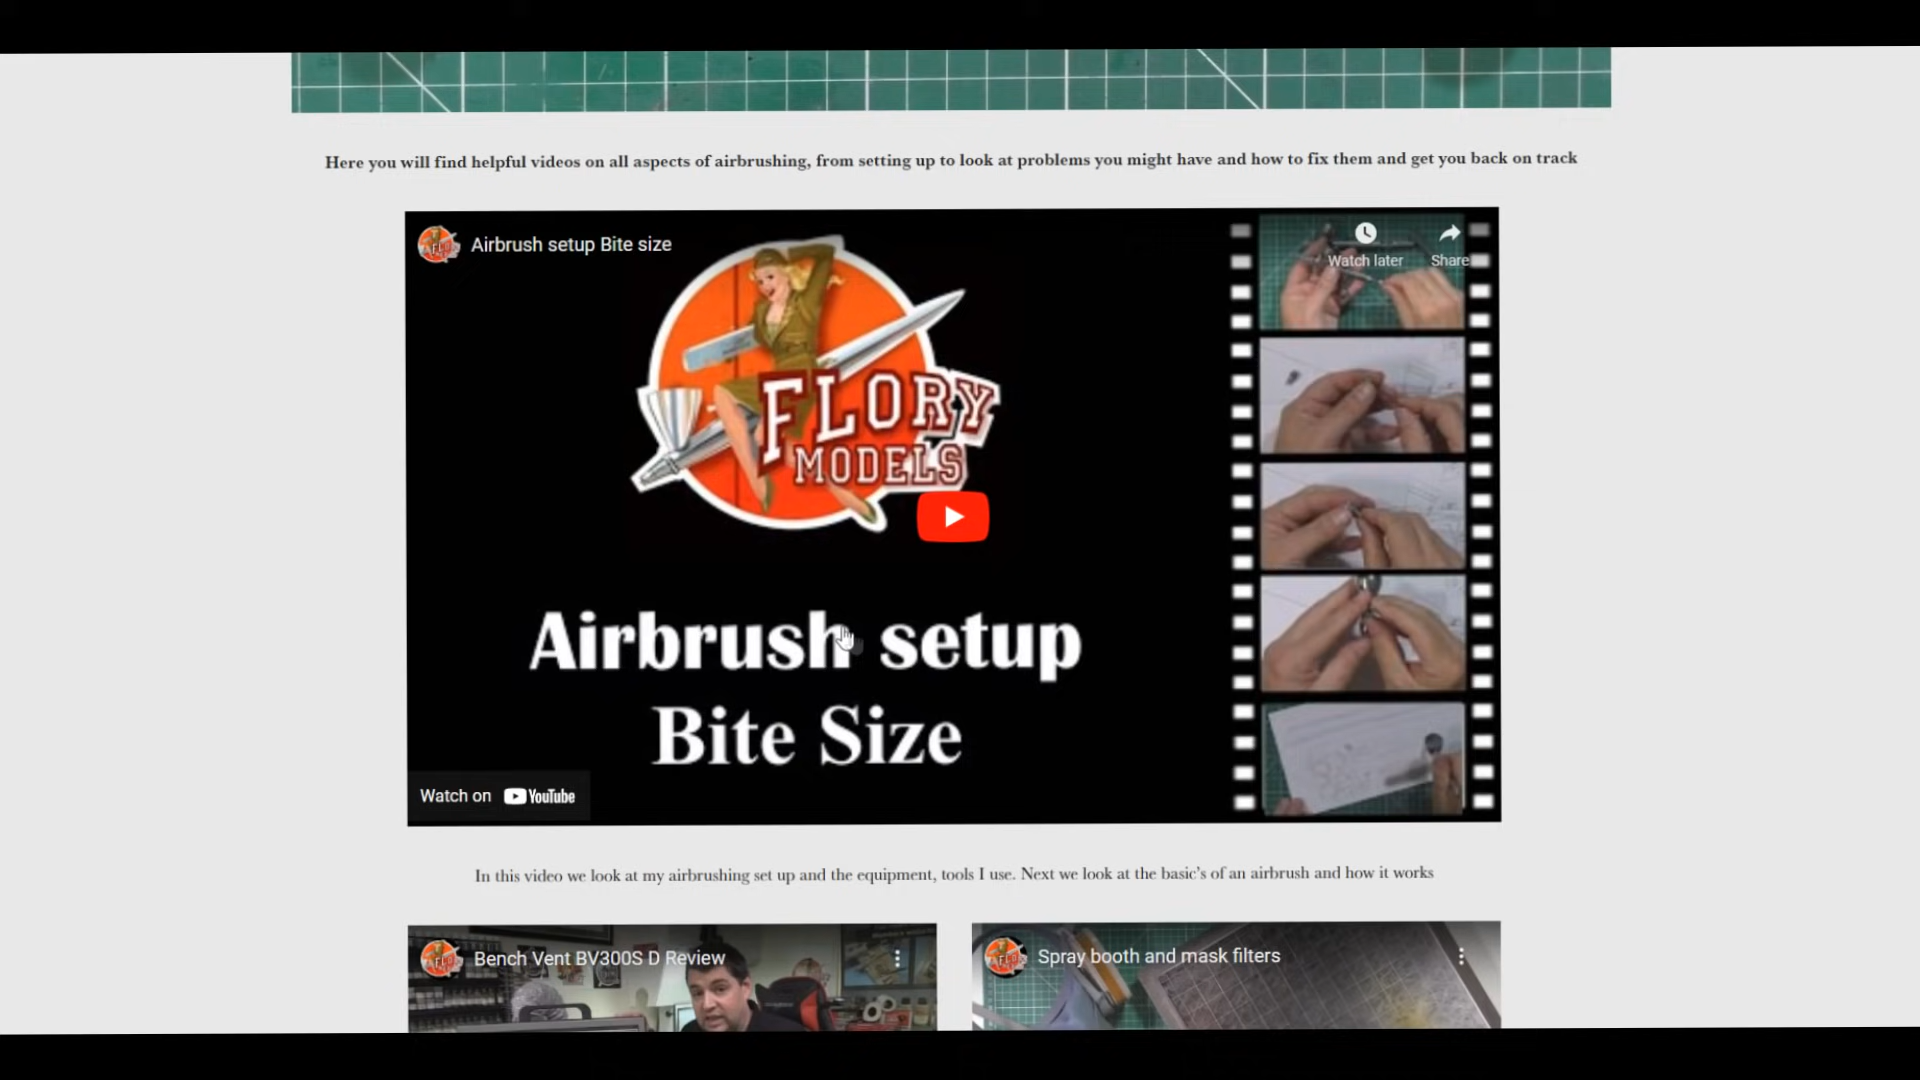 Here you will find helpful videos on all aspects of airbrushing, from setting up to look at problems you might have and how to fix them and get you back on track
Airbrush setup Bite size
Watch later
Share
FLORY
MODELS
Airbrush setup
Bite Size
Watch on YouTube
In this video we look at my airbrushing set up and the equipment, tools I use. Next we look at the basic's of an airbrush and how it works
Bench Vent BV300S D Review
Spray booth and mask filters